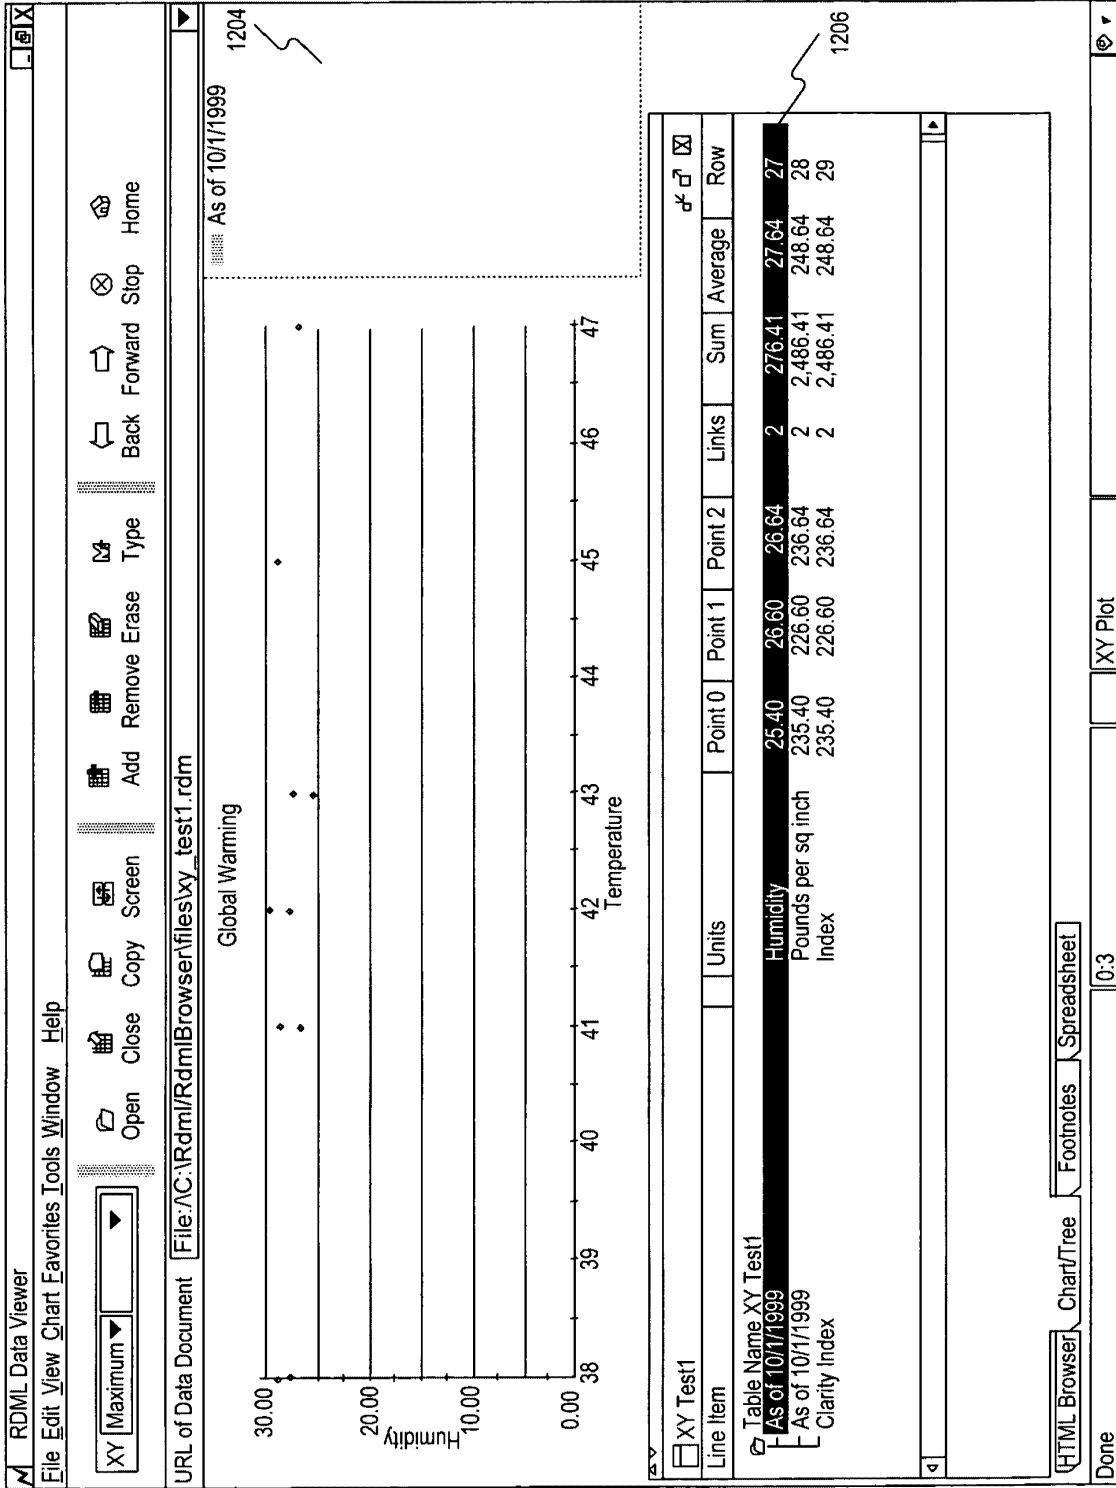 RDML Data Viewer
File Edit View Chart Favorites Tools Window Help
XY Maximum Open Close Copy Screen Add Remove Erase Type Back Forward Stop Home
URL of Data Document File:/\C:\Rdml/RdmlBrowser\files\xy_test1.rdm
Global Warming
As of 10/1/1999
1204
30.00
20.00
10.00
0.00
Humidity
38 39 40 41 42 43 44 45 46 47
Temperature
XY Test1
Line Item Units Point 0 Point 1 Point 2 Links Sum Average Row
Table Name XY Test1
As of 10/1/1999 Humidity 25.40 26.60 26.64 2 276.41 27.64 27
As of 10/1/1999 Pounds per sq inch 235.40 226.60 236.64 2 2,486.41 248.64 28
Clarity Index Index 235.40 226.60 236.64 2 2,486.41 248.64 29
1206
HTML Browser Chart/Tree Footnotes Spreadsheet
Done 0:3 XY Plot